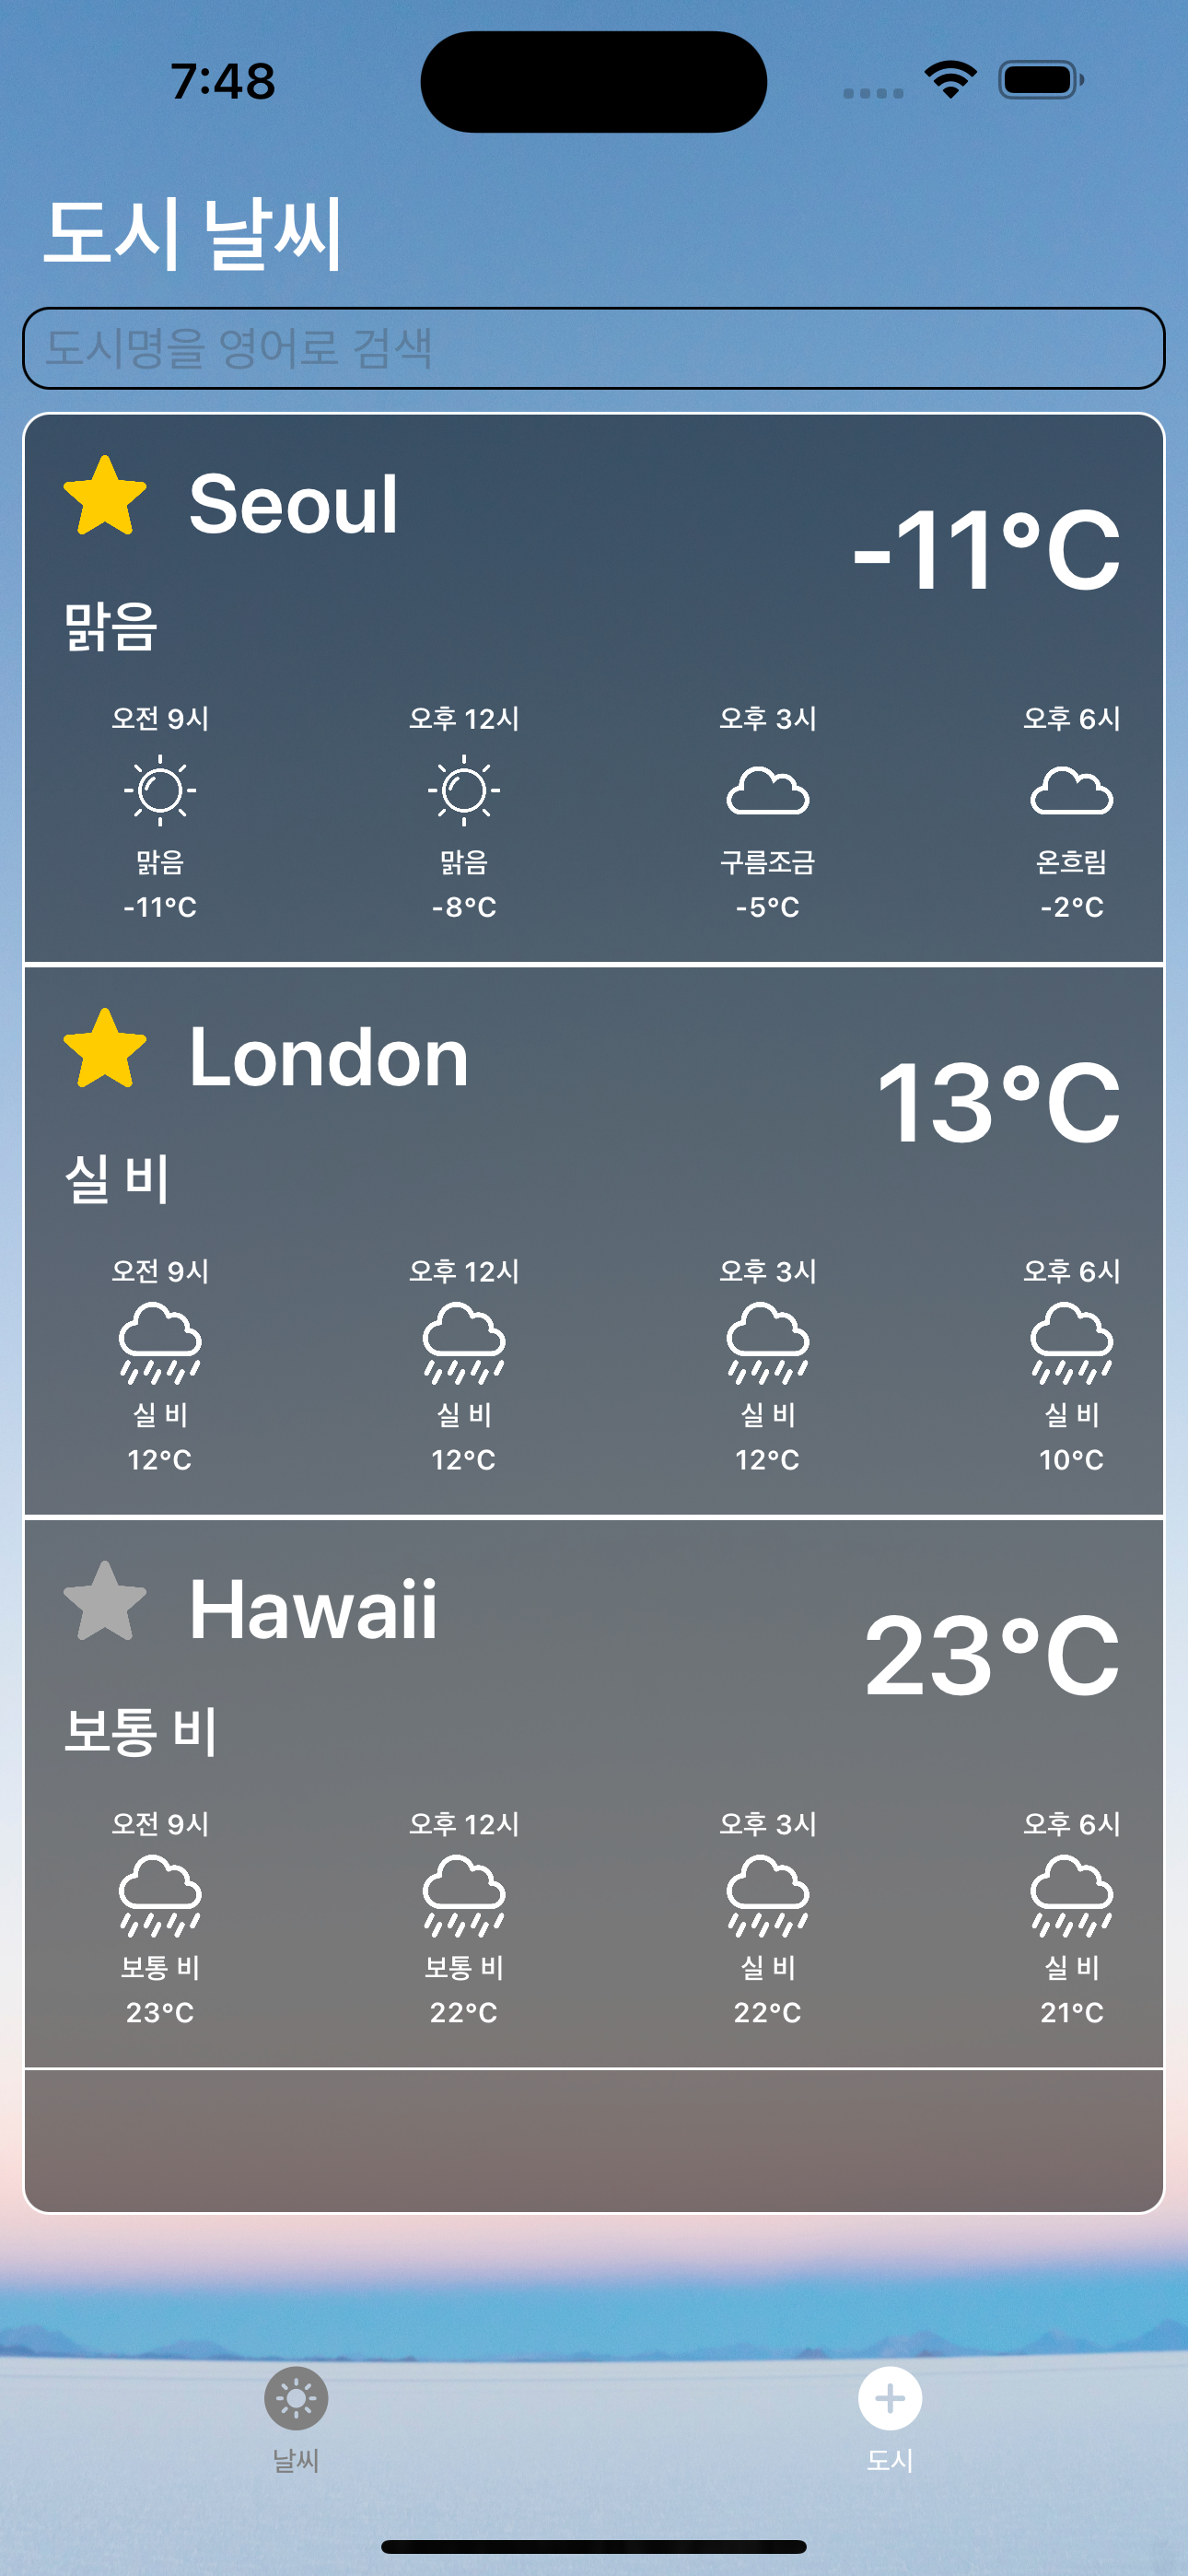 7:48
도시 날씨
도시명을 영어로 검색
Seoul
-11°C
맑음
오전 9시 오후 12시 오후 3시 오후 6시
맑음 맑음 구름조금 온흐림
-11°C -8°C -5°C -2°C
London
13°C
실 비
오전 9시 오후 12시 오후 3시 오후 6시
실 비 실 비 실 비 실 비
12°C 12°C 12°C 10°C
Hawaii
23°C
보통 비
오전 9시 오후 12시 오후 3시 오후 6시
보통 비 보통 비 실 비 실 비
23°C 22°C 22°C 21°C
날씨 도시